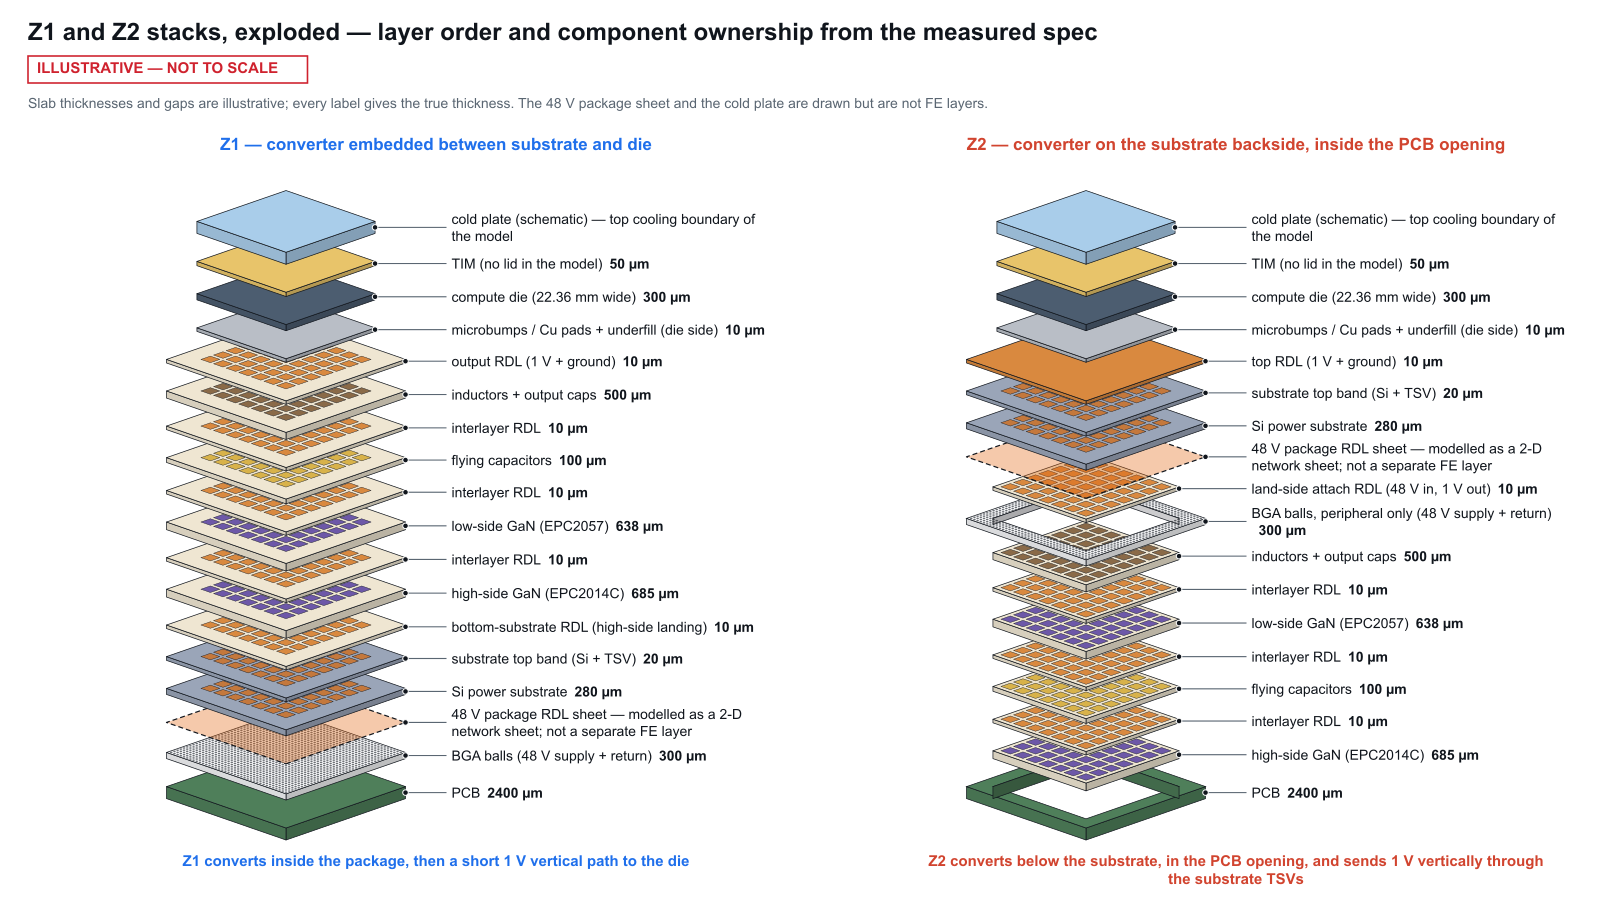 Z1 and Z2 stacks, exploded — layer order and component ownership from the measured spec
ILLUSTRATIVE — NOT TO SCALE
Slab thicknesses and gaps are illustrative; every label gives the true thickness. The 48 V package sheet and the cold plate are drawn but are not FE layers.
Z1 — converter embedded between substrate and die
cold plate (schematic) — top cooling boundary of
the model
TIM (no lid in the model) 50 µm
compute die (22.36 mm wide) 300 µm
microbumps / Cu pads + underfill (die side) 10 µm
output RDL (1 V + ground) 10 µm
inductors + output caps 500 µm
interlayer RDL 10 µm
flying capacitors 100 µm
interlayer RDL 10 µm
low-side GaN (EPC2057) 638 µm
interlayer RDL 10 µm
high-side GaN (EPC2014C) 685 µm
bottom-substrate RDL (high-side landing) 10 µm
substrate top band (Si + TSV) 20 µm
Si power substrate 280 µm
48 V package RDL sheet — modelled as a 2-D
network sheet; not a separate FE layer
BGA balls (48 V supply + return) 300 µm
PCB 2400 µm
Z1 converts inside the package, then a short 1 V vertical path to the die
Z2 — converter on the substrate backside, inside the PCB opening
cold plate (schematic) — top cooling boundary of
the model
TIM (no lid in the model) 50 µm
compute die (22.36 mm wide) 300 µm
microbumps / Cu pads + underfill (die side) 10 µm
top RDL (1 V + ground) 10 µm
substrate top band (Si + TSV) 20 µm
Si power substrate 280 µm
48 V package RDL sheet — modelled as a 2-D
network sheet; not a separate FE layer
land-side attach RDL (48 V in, 1 V out) 10 µm
BGA balls, peripheral only (48 V supply + return)
300 µm
inductors + output caps 500 µm
interlayer RDL 10 µm
low-side GaN (EPC2057) 638 µm
interlayer RDL 10 µm
flying capacitors 100 µm
interlayer RDL 10 µm
high-side GaN (EPC2014C) 685 µm
PCB 2400 µm
Z2 converts below the substrate, in the PCB opening, and sends 1 V vertically through
the substrate TSVs